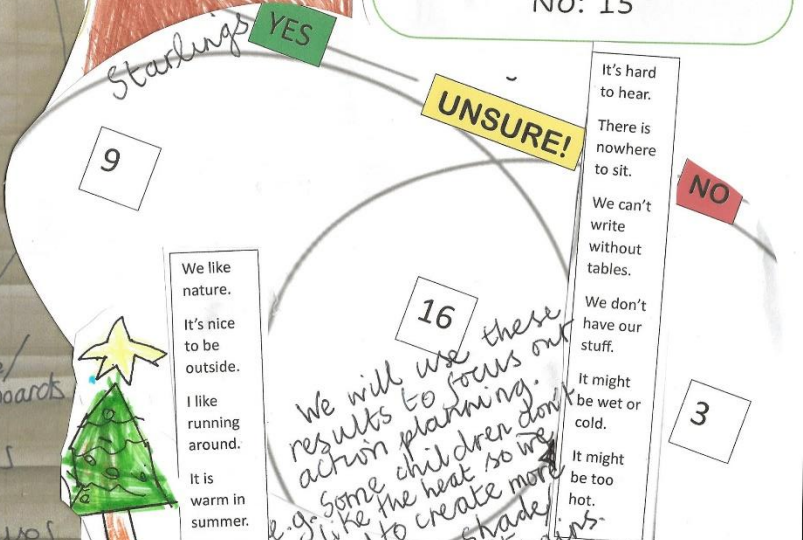 No: 15
Starlings
YES
UNSURE!
NO
9
16
3
It's hard
to hear.
There is
nowhere
to sit.
We can't
write
without
tables.
We don't
have our
stuff.
It might
be wet or
cold.
It might
be too
hot.
We like
nature.
It's nice
to be
outside.
I like
running
around.
It is
warm in
summer.
We will use these
results to focus our
action planning.
e.g. Some children don't
like the heat so we
to create more
shade
boards